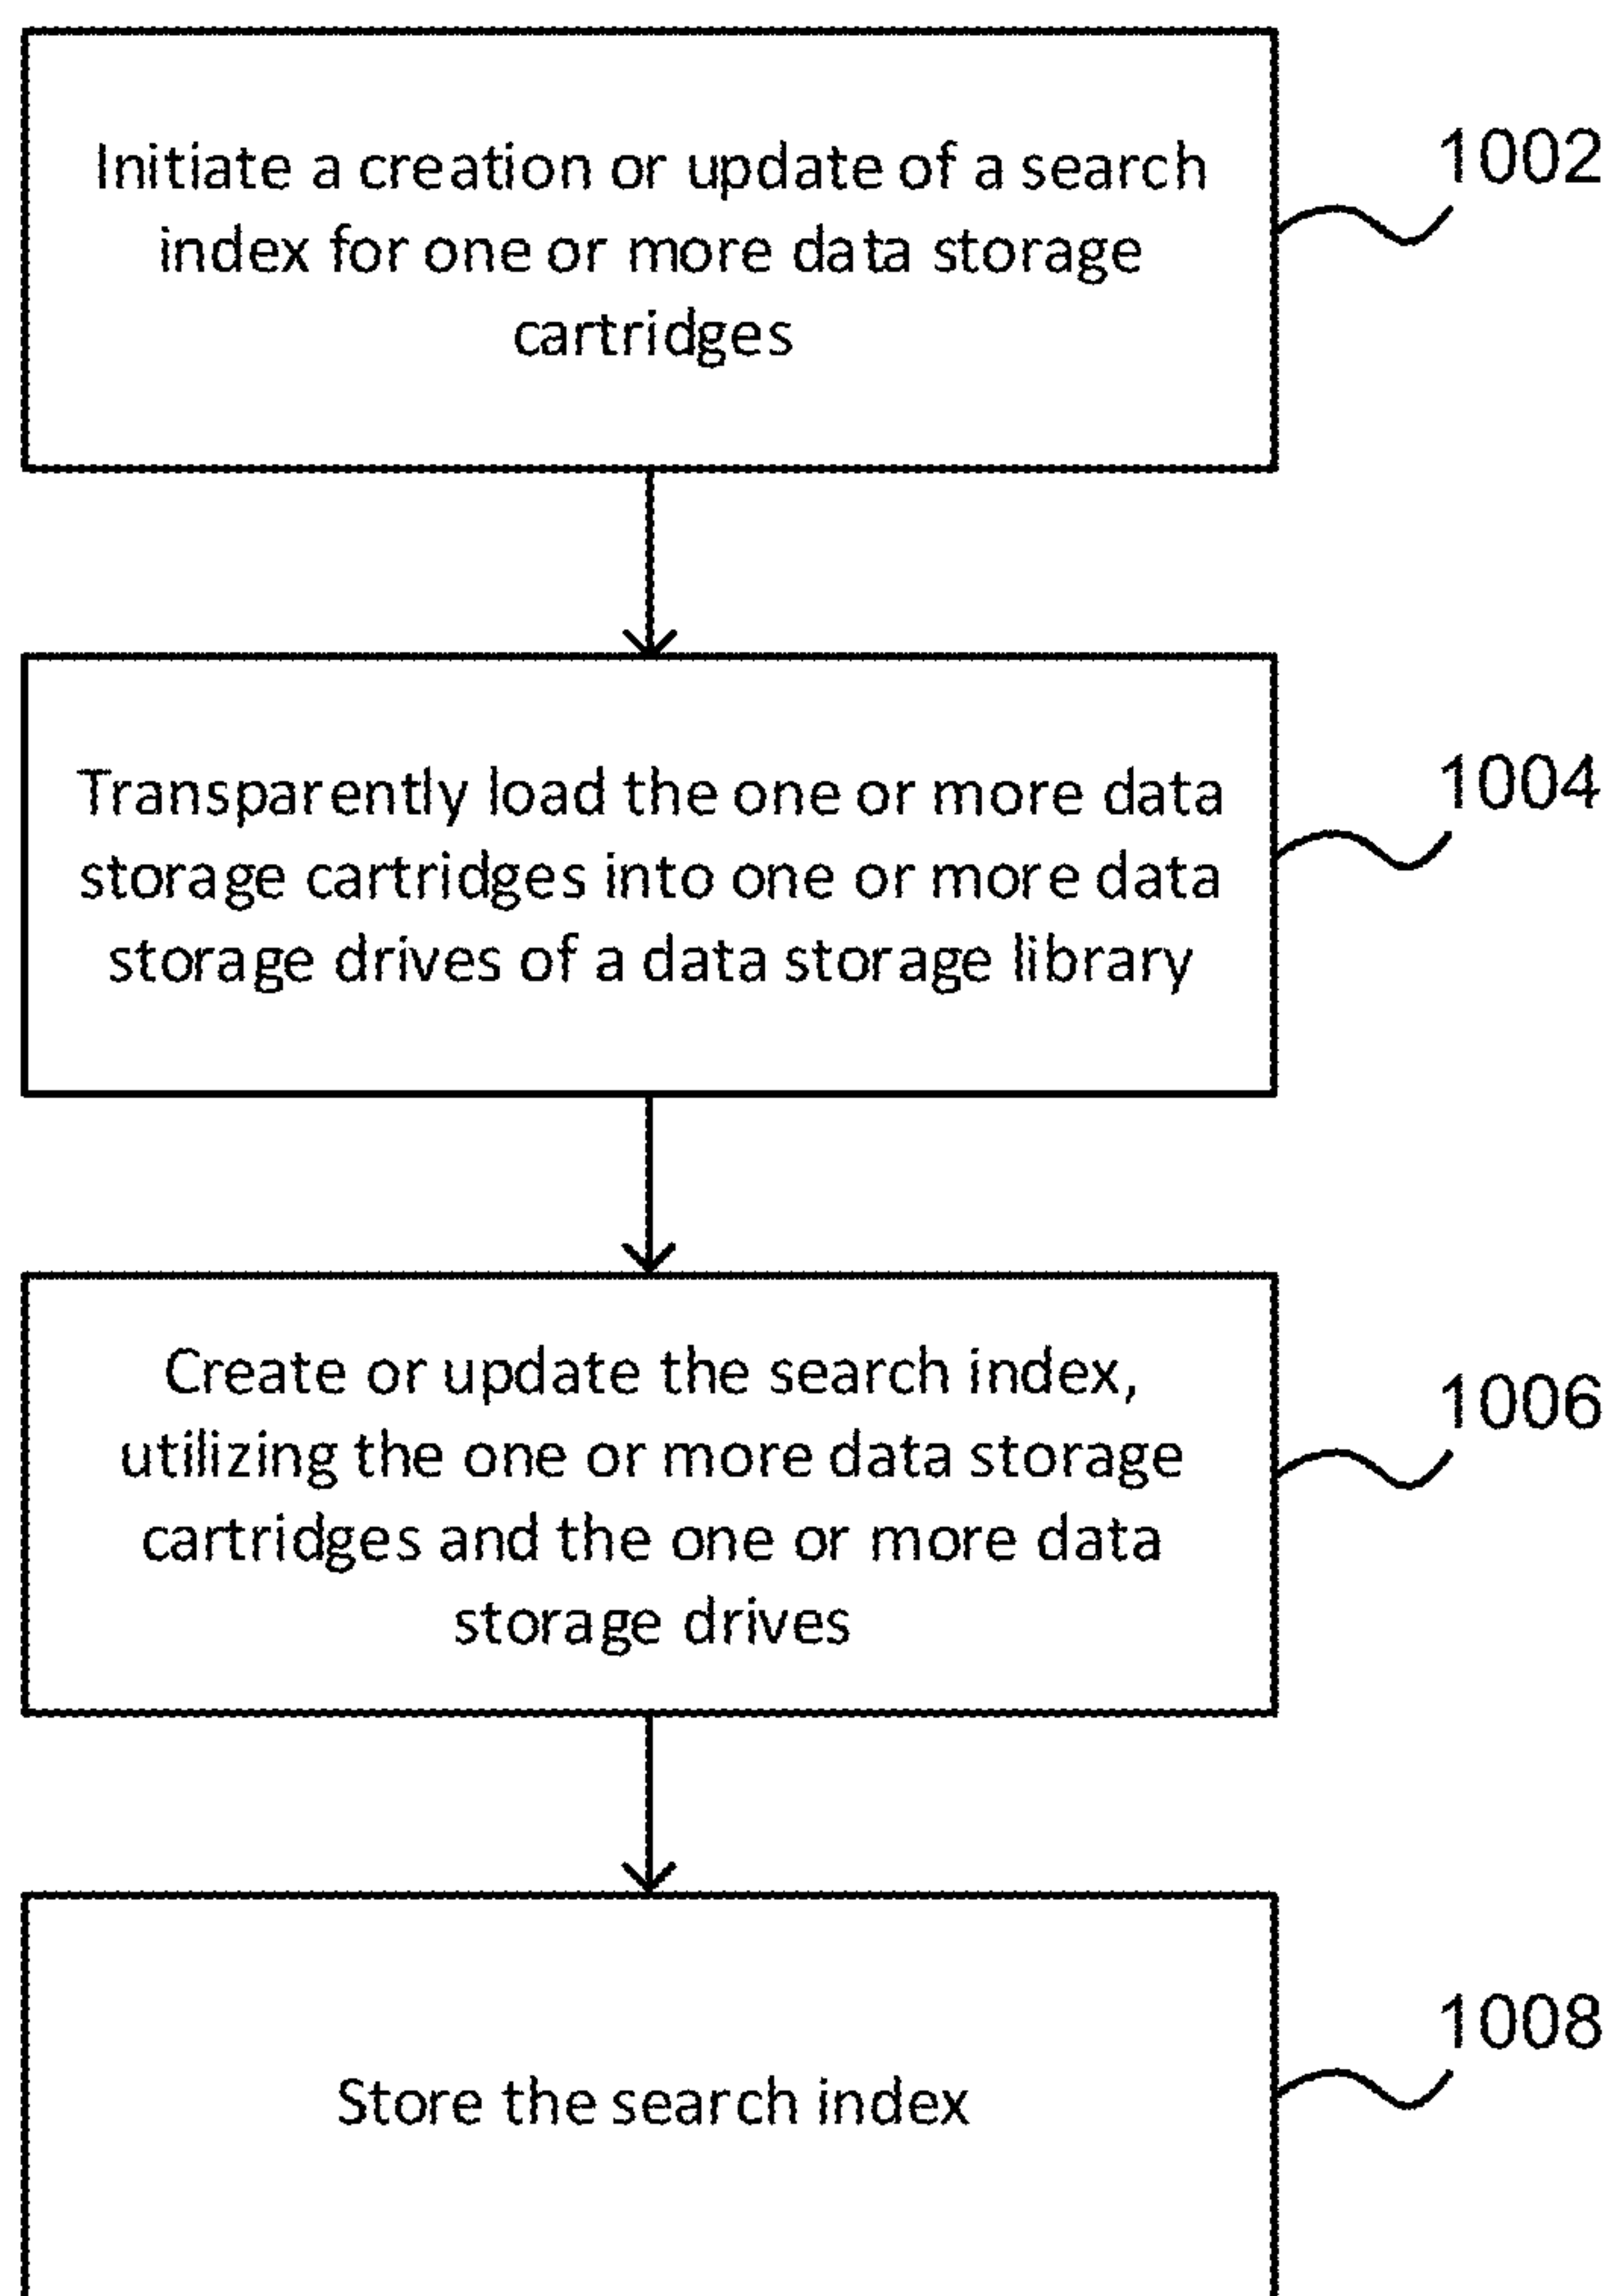 Initiate a creation or update of a search
index for one or more data storage
cartridges
1002
Transparently load the one or more data
storage cartridges into one or more data
storage drives of a data storage library
1004
Create or update the search index,
utilizing the one or more data storage
cartridges and the one or more data
storage drives
1006
Store the search index
1008